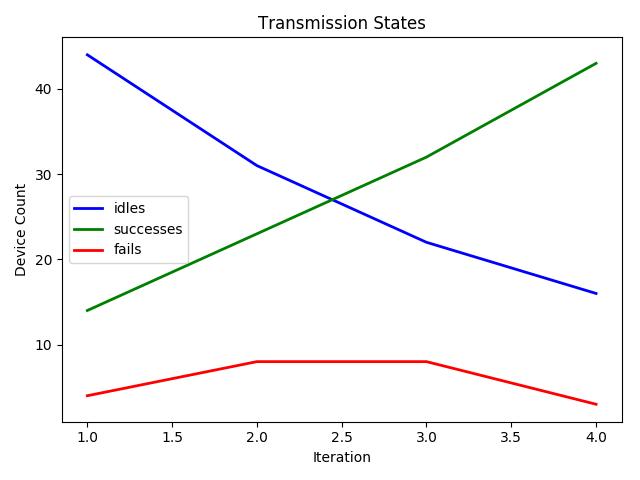 Transmission States
Device Count
40
30
20
10
idles
successes
fails
1.0 1.5 2.0 2.5 3.0 3.5 4.0
Iteration